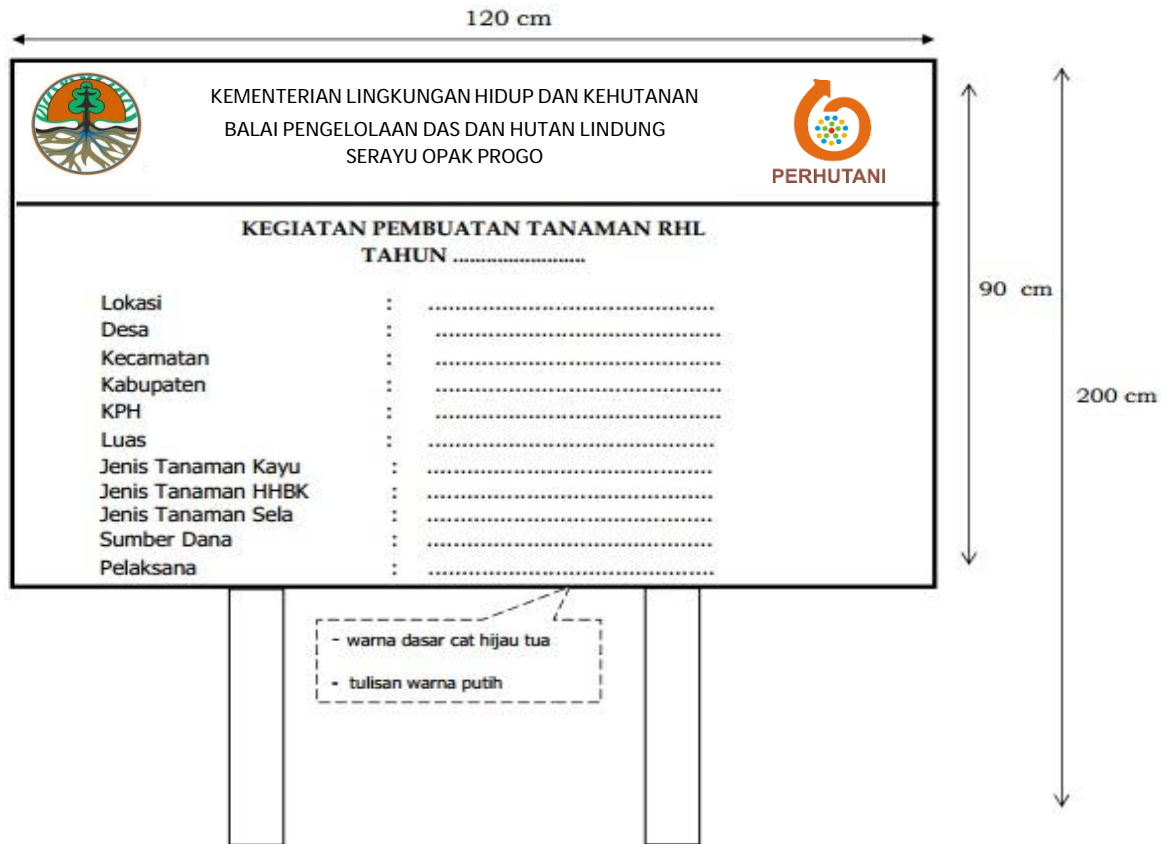 120 cm
KEMENTERIAN LINGKUNGAN HIDUP DAN KEHUTANAN
BALAI PENGELOLAAN DAS DAN HUTAN LINDUNG
SERAYU OPAK PROGO
PERHUTANI
KEGIATAN PEMBUATAN TANAMAN RHL
TAHUN ........................
Lokasi : ...........................................
Desa : ...........................................
Kecamatan : ...........................................
Kabupaten : ...........................................
KPH : ...........................................
Luas : ...........................................
Jenis Tanaman Kayu : ...........................................
Jenis Tanaman HHBK : ...........................................
Jenis Tanaman Sela : ...........................................
Sumber Dana : ...........................................
Pelaksana : ...........................................
90 cm
200 cm
- warna dasar cat hijau tua
- tulisan warna putih